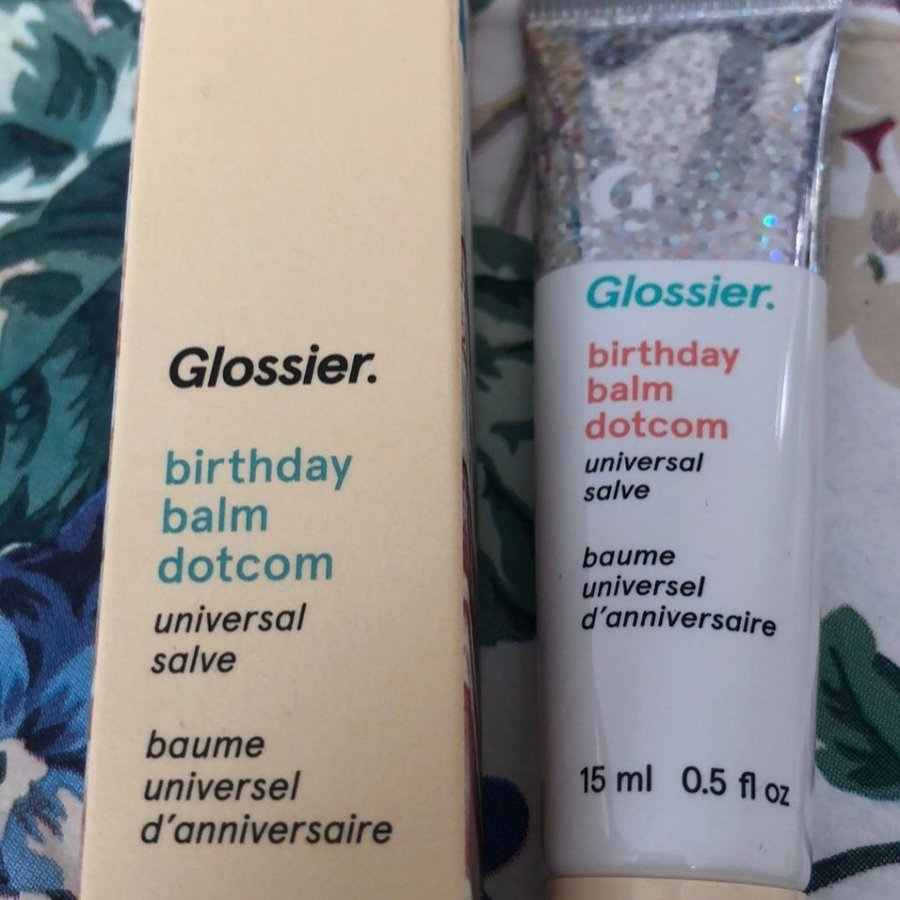 Glossier.
birthday
balm
dotcom
universal
salve
baume
universel
d'anniversaire
G
Glossier.
birthday
balm
dotcom
universal
salve
baume
universel
d'anniversaire
15 ml 0.5 fl oz